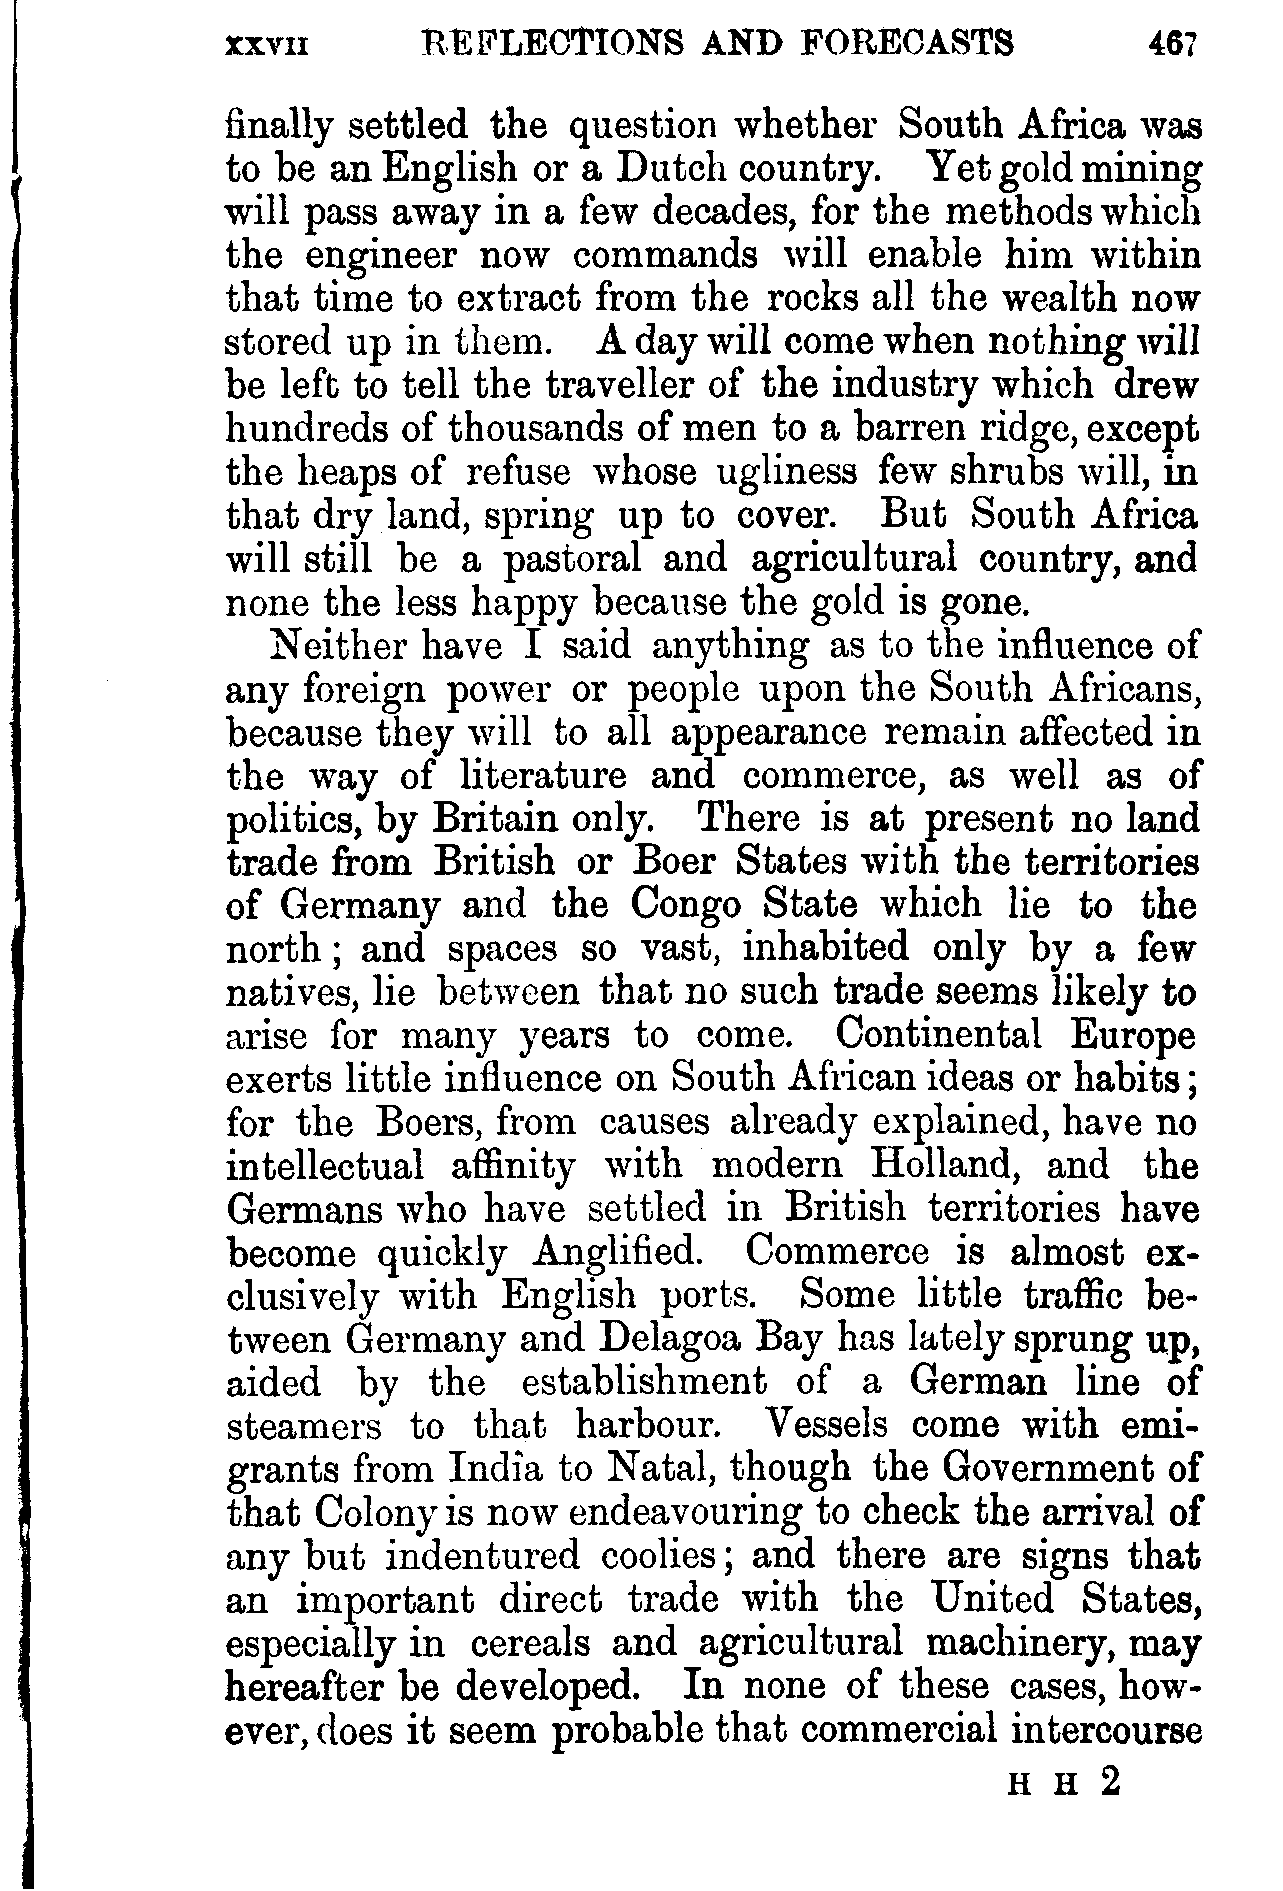 XXVII REFLECTIONS AND FORECASTS 467
finally settled the question whether South Africa was
to be an English or a Dutch country. Yet gold mining
will pass away in a few decades, for the methods which
the engineer now commands will enable him within
that time to extract from the rocks all the wealth now
stored up in them. A day will come when nothing will
be left to tell the traveller of the industry which drew
hundreds of thousands of men to a barren ridge, except
the heaps of refuse whose ugliness few shrubs will, in
that dry land, spring up to cover. But South Africa
will still be a pastoral and agricultural country, and
none the less happy because the gold is gone.
Neither have I said anything as to the influence of
any foreign power or people upon the South Africans,
because they will to all appearance remain affected in
the way of literature and commerce, as well as of
politics, by Britain only. There is at present no land
trade from British or Boer States with the territories
of Germany and the Congo State which lie to the
north; and spaces so vast, inhabited only by a few
natives, lie between that no such trade seems likely to
arise for many years to come. Continental Europe
exerts little influence on South African ideas or habits;
for the Boers, from causes already explained, have no
intellectual affinity with modern Holland, and the
Germans who have settled in British territories have
become quickly Anglified. Commerce is almost ex-
clusively with English ports. Some little traffic be-
tween Germany and Delagoa Bay has lately sprung up,
aided by the establishment of a German line of
steamers to that harbour. Vessels come with emi-
grants from India to Natal, though the Government of
that Colony is now endeavouring to check the arrival of
any but indentured coolies; and there are signs that
an important direct trade with the United States,
especially in cereals and agricultural machinery, may
hereafter be developed. In none of these cases, how-
ever, does it seem probable that commercial intercourse
H H 2